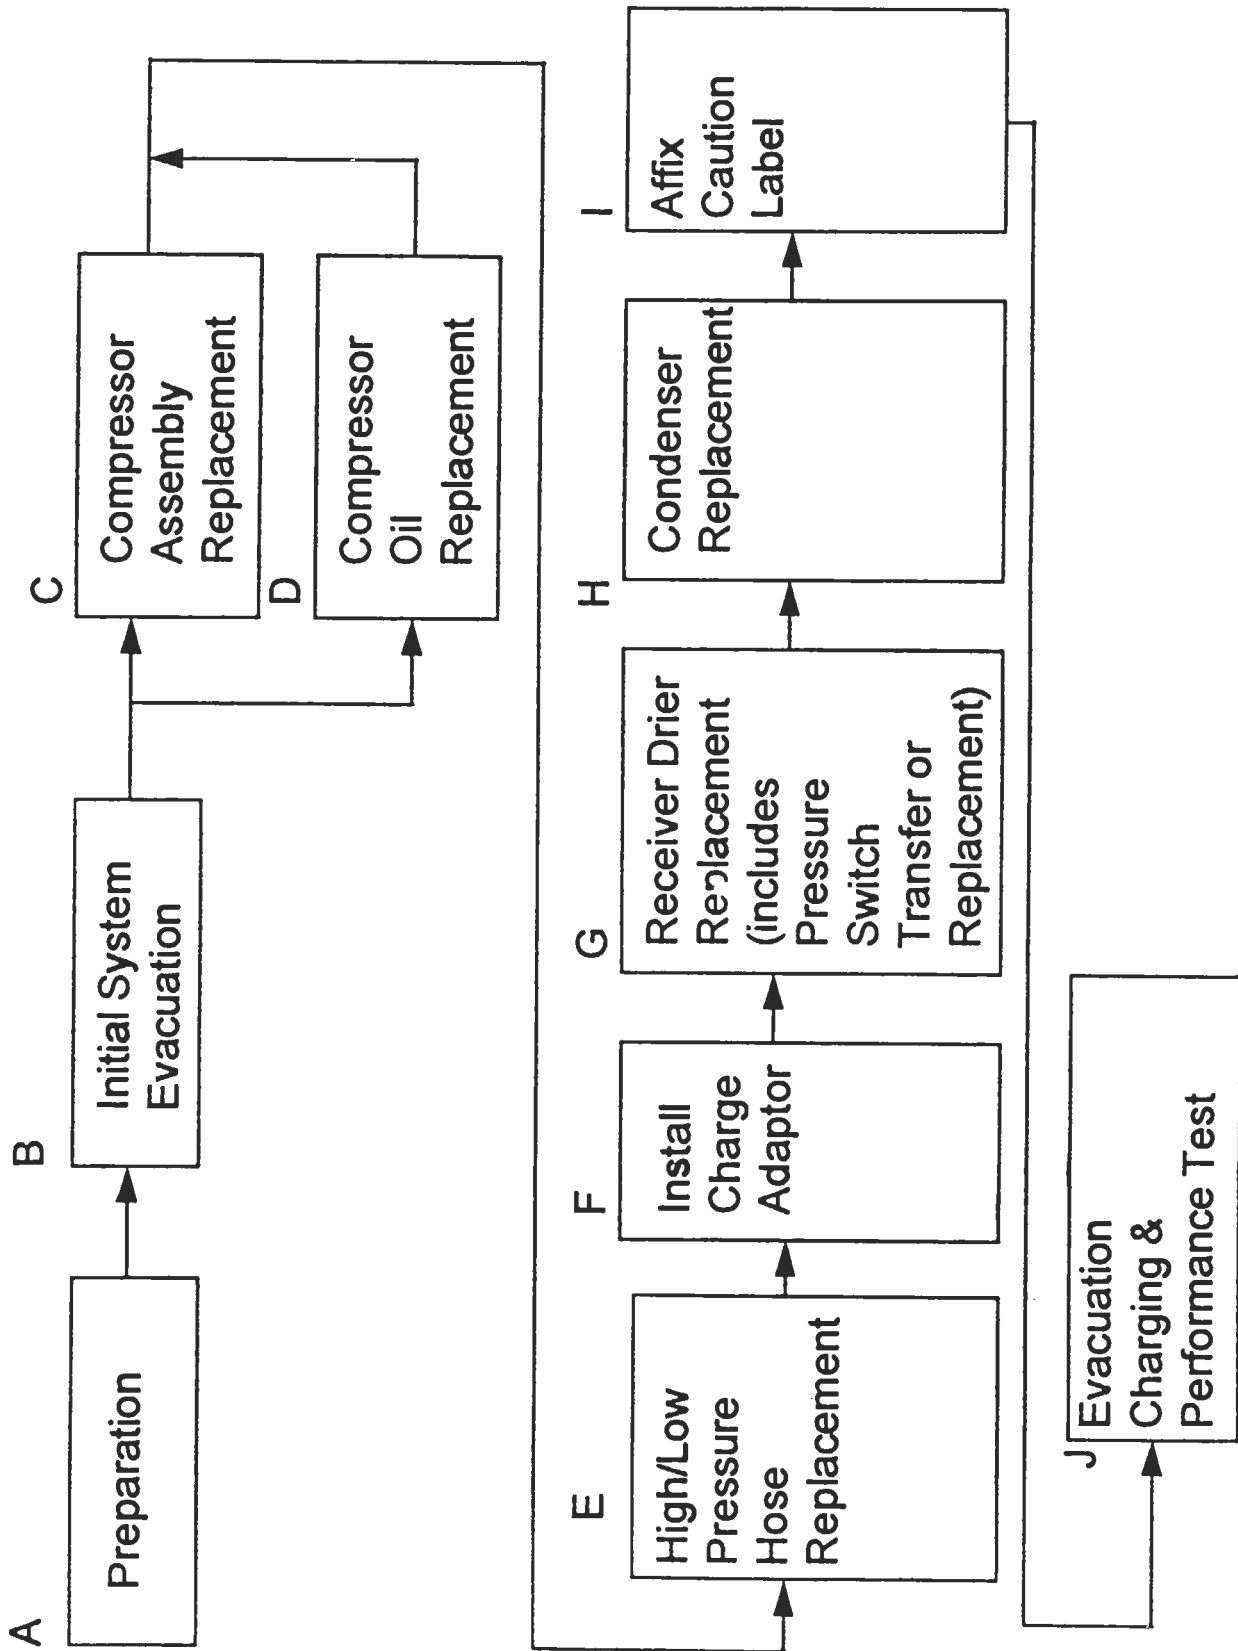 A
Preparation
B
Initial System
Evacuation
C
Compressor
Assembly
Replacement
D
Compressor
Oil
Replacement
E
High/Low
Pressure
Hose
Replacement
F
Install
Charge
Adaptor
G
Receiver Drier
Replacement
(includes
Pressure
Switch
Transfer or
Replacement)
H
Condenser
Replacement
I
Affix
Caution
Label
J
Evacuation
Charging &
Performance Test